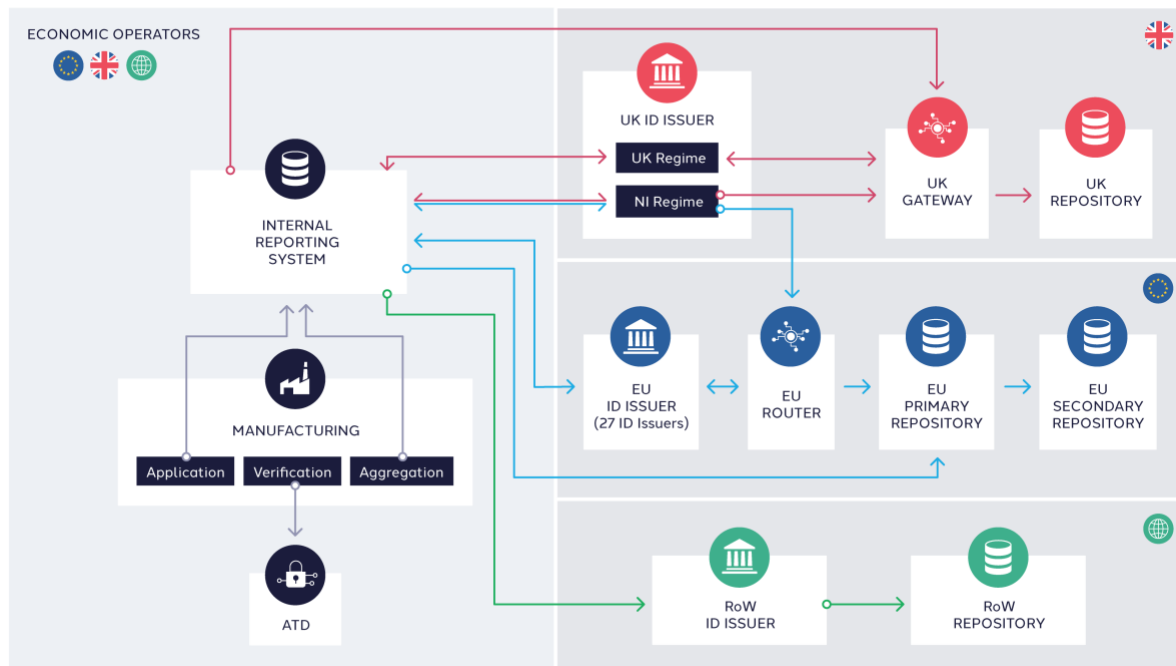 ECONOMIC OPERATORS
INTERNAL
REPORTING
SYSTEM
MANUFACTURING
Application
Verification
Aggregation
ATD
UK ID ISSUER
UK Regime
NI Regime
UK
GATEWAY
UK
REPOSITORY
EU
ID ISSUER
(27 ID Issuers)
EU
ROUTER
EU
PRIMARY
REPOSITORY
EU
SECONDARY
REPOSITORY
RoW
ID ISSUER
RoW
REPOSITORY